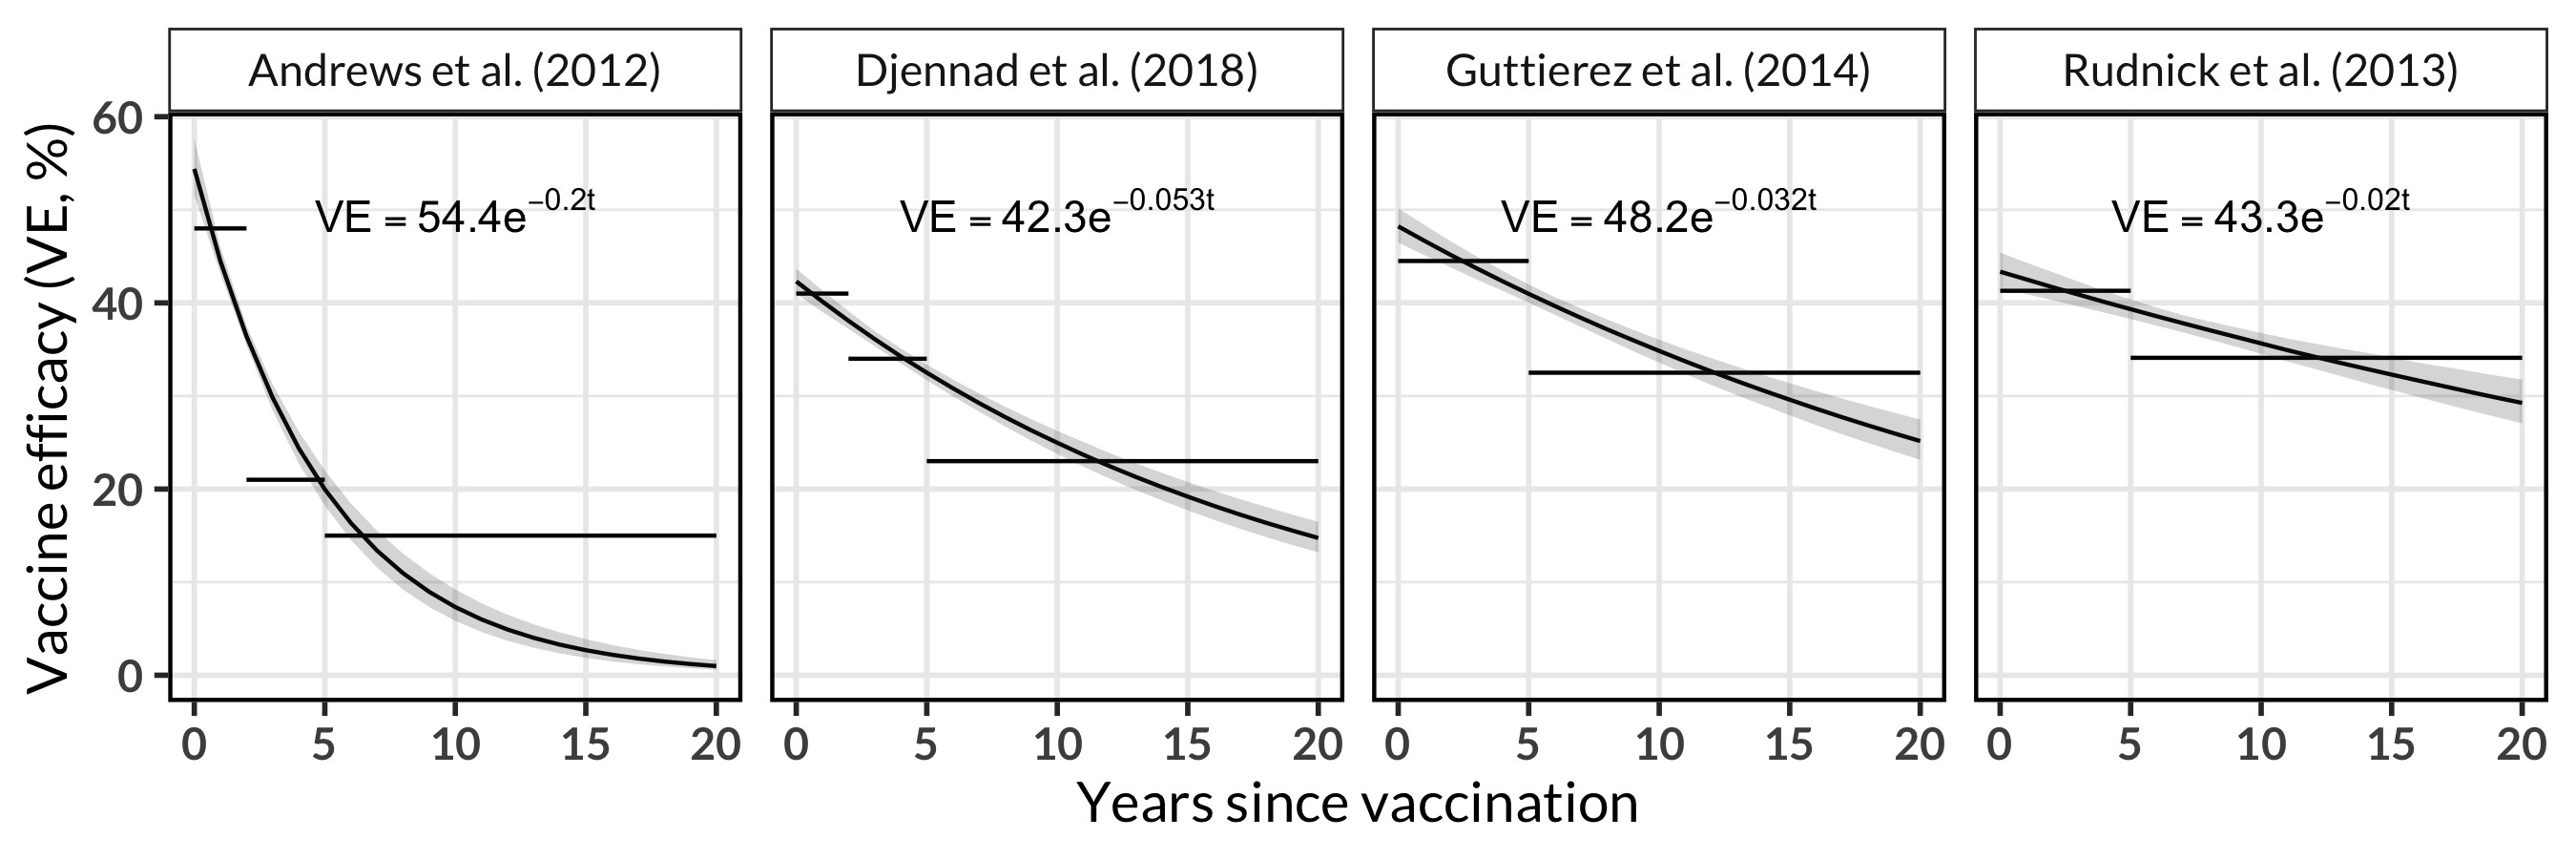 Andrews et al. (2012)
Djennad et al. (2018)
Guttierez et al. (2014)
Rudnick et al. (2013)
Vaccine efficacy (VE, %)
60
40
20
0
VE = 54.4e^−0.2t
VE = 42.3e^−0.053t
VE = 48.2e^−0.032t
VE = 43.3e^−0.02t
0 5 10 15 20
0 5 10 15 20
0 5 10 15 20
0 5 10 15 20
Years since vaccination